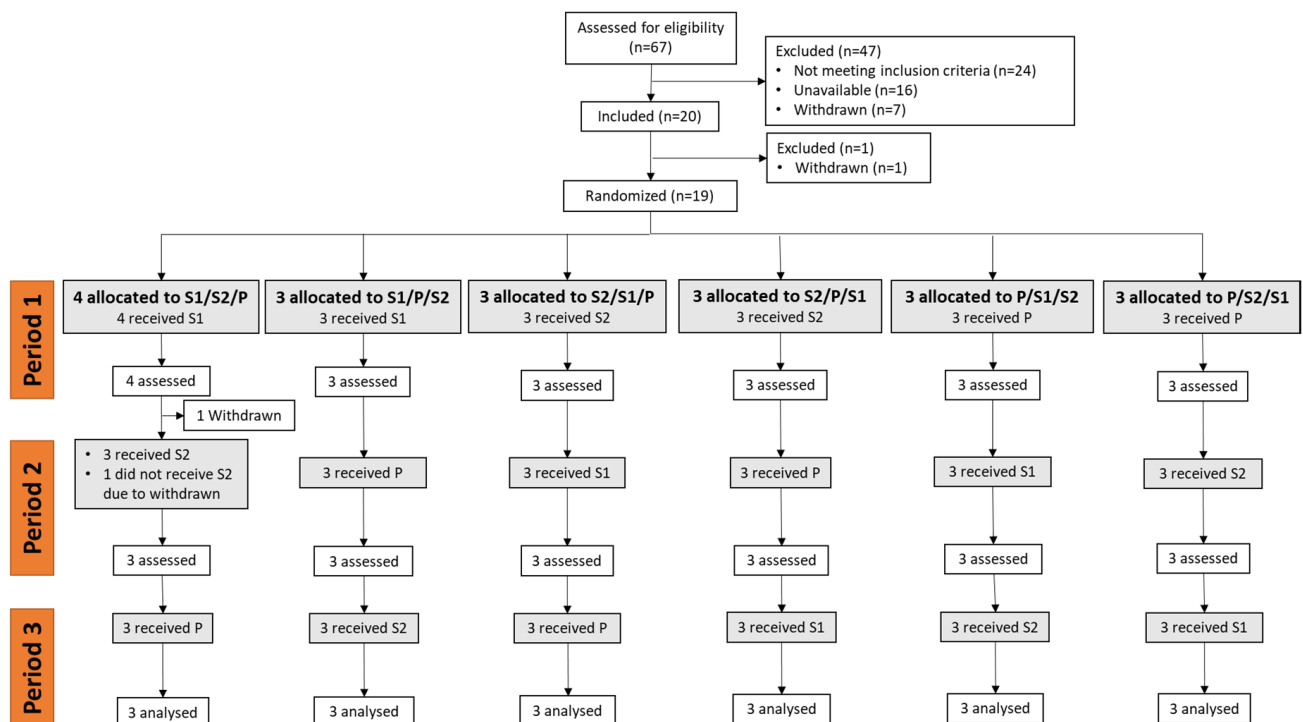 Assessed for eligibility
(n=67)
Excluded (n=47)
• Not meeting inclusion criteria (n=24)
• Unavailable (n=16)
• Withdrawn (n=7)
Included (n=20)
Excluded (n=1)
• Withdrawn (n=1)
Randomized (n=19)
Period 1
4 allocated to S1/S2/P
4 received S1
3 allocated to S1/P/S2
3 received S1
3 allocated to S2/S1/P
3 received S2
3 allocated to S2/P/S1
3 received S2
3 allocated to P/S1/S2
3 received P
3 allocated to P/S2/S1
3 received P
4 assessed
3 assessed
3 assessed
3 assessed
3 assessed
3 assessed
1 Withdrawn
Period 2
• 3 received S2
• 1 did not receive S2
due to withdrawn
3 received P
3 received S1
3 received P
3 received S1
3 received S2
3 assessed
3 assessed
3 assessed
3 assessed
3 assessed
3 assessed
Period 3
3 received P
3 received S2
3 received P
3 received S1
3 received S2
3 received S1
3 analysed
3 analysed
3 analysed
3 analysed
3 analysed
3 analysed